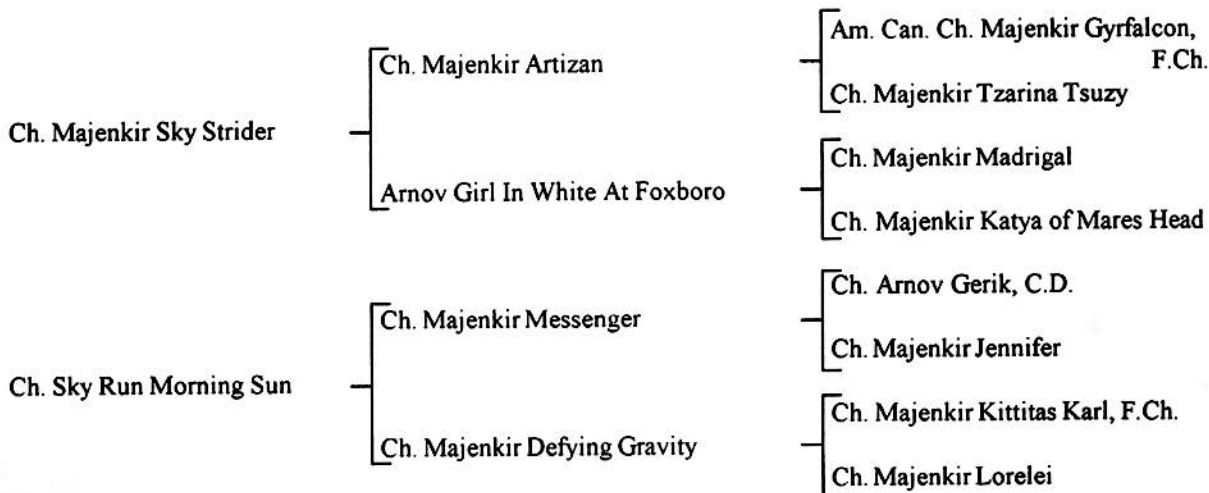 Am. Can. Ch. Majenkir Gyrfalcon,
F.Ch.
Ch. Majenkir Artizan
Ch. Majenkir Tzarina Tsuzy
Ch. Majenkir Sky Strider
Ch. Majenkir Madrigal
Arnov Girl In White At Foxboro
Ch. Majenkir Katya of Mares Head
Ch. Arnov Gerik, C.D.
Ch. Majenkir Messenger
Ch. Majenkir Jennifer
Ch. Sky Run Morning Sun
Ch. Majenkir Kittitas Karl, F.Ch.
Ch. Majenkir Defying Gravity
Ch. Majenkir Lorelei